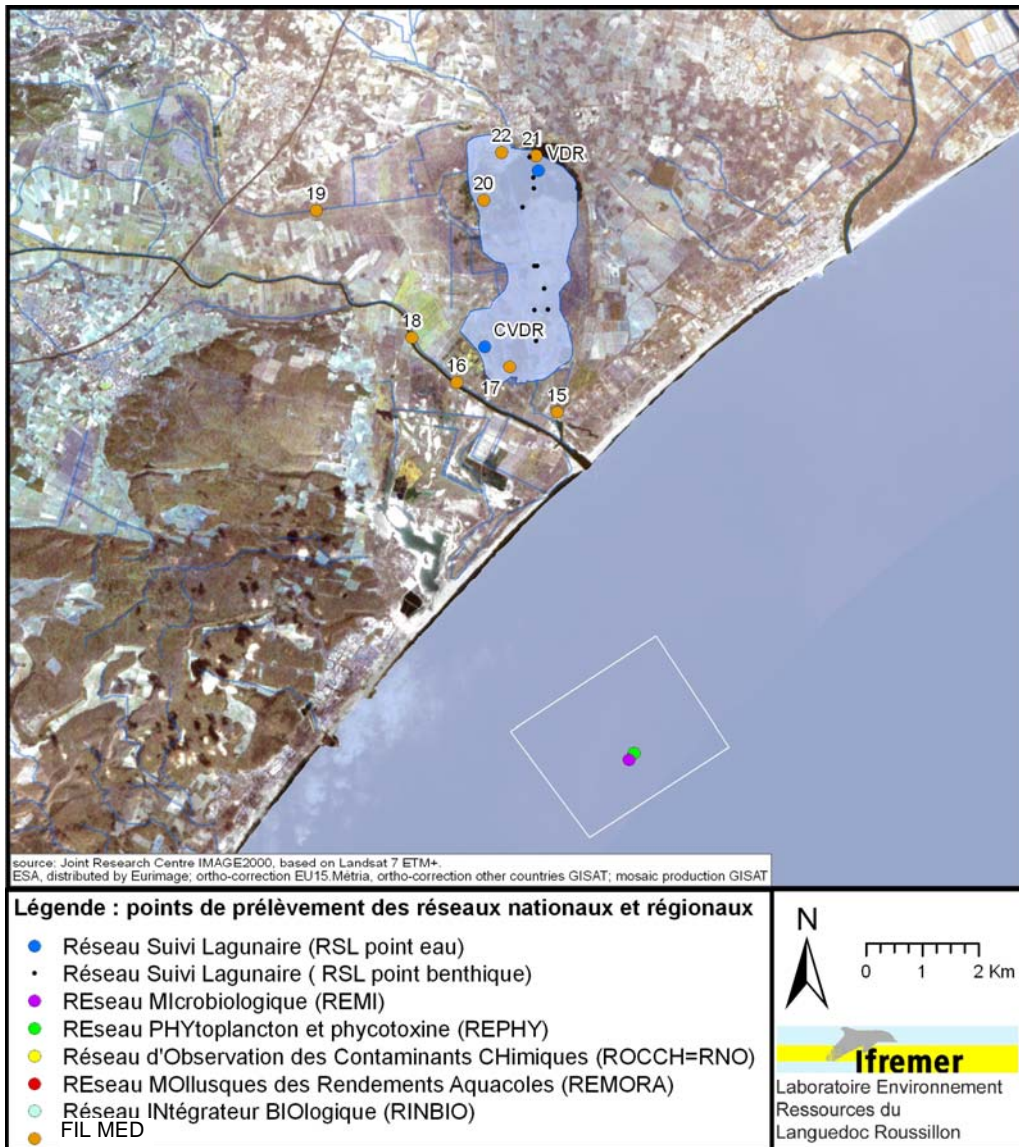 22
21
VDR
20
19
18
CVDR
16
17
15
source: Joint Research Centre IMAGE2000, based on Landsat 7 ETM+.
ESA, distributed by Eurimage; ortho-correction EU15.Métria, ortho-correction other countries GISAT; mosaic production GISAT
Légende : points de prélèvement des réseaux nationaux et régionaux
Réseau Suivi Lagunaire (RSL point eau)
Réseau Suivi Lagunaire ( RSL point benthique)
REseau MIcrobiologique (REMI)
REseau PHYtoplancton et phycotoxine (REPHY)
Réseau d'Observation des Contaminants CHimiques (ROCCH=RNO)
REseau MOllusques des Rendements Aquacoles (REMORA)
Réseau INtégrateur BIOlogique (RINBIO)
FIL MED
N
0 1 2 Km
Ifremer
Laboratoire Environnement
Ressources du
Languedoc Roussillon